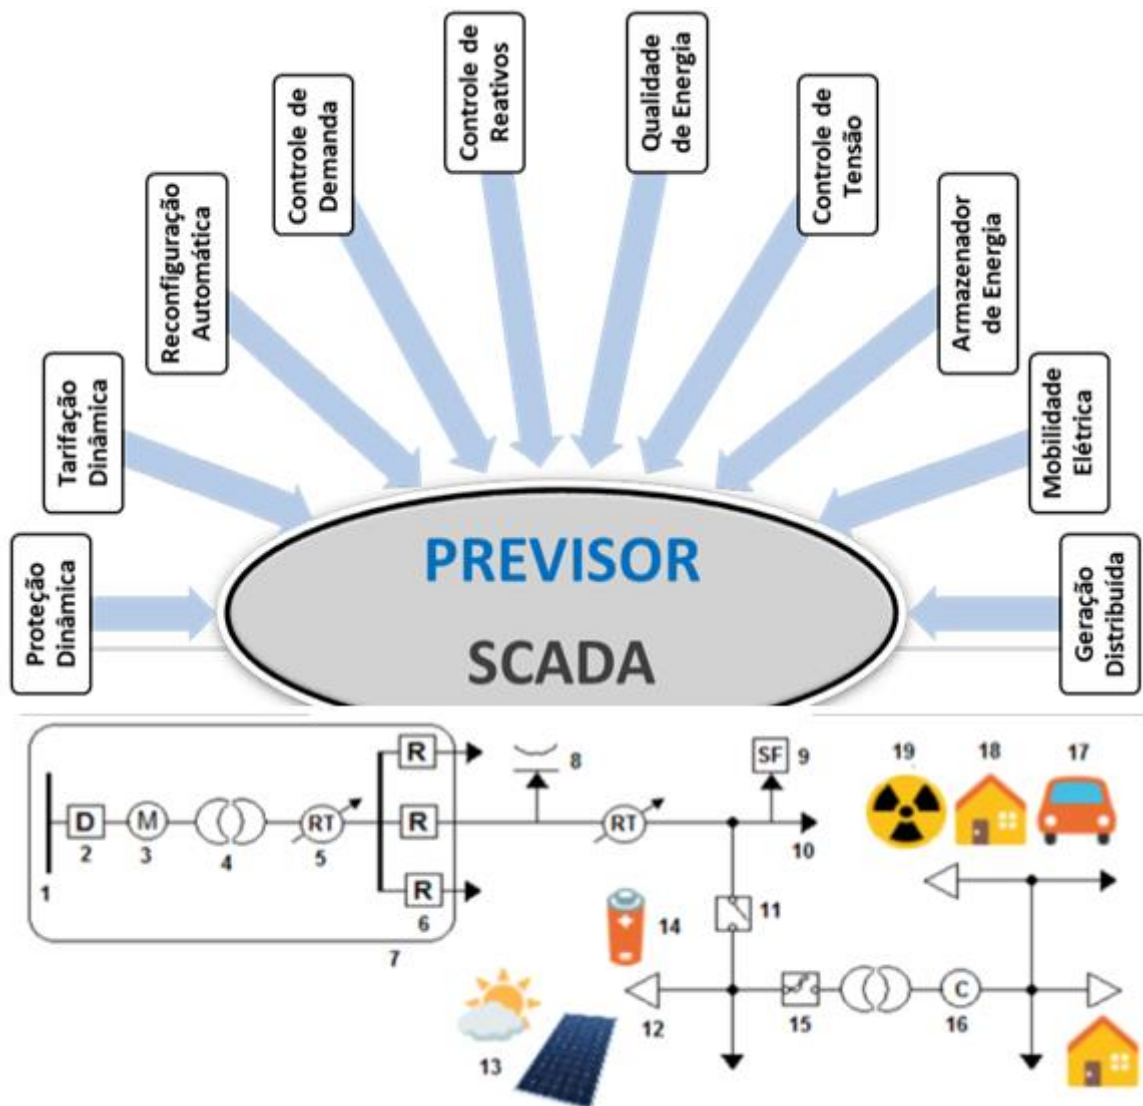 Proteção
Dinâmica
Tarifação
Dinâmica
Reconfiguração
Automática
Controle de
Demanda
Controle de
Reativos
Qualidade
de Energia
Controle de
Tensão
Armazenador
de Energia
Mobilidade
Elétrica
Geração
Distribuída
PREVISOR
SCADA
R
8
SF
9
19
18
17
D
M
RT
R
RT
1
2
3
4
5
R
6
7
10
14
11
12
15
C
16
13